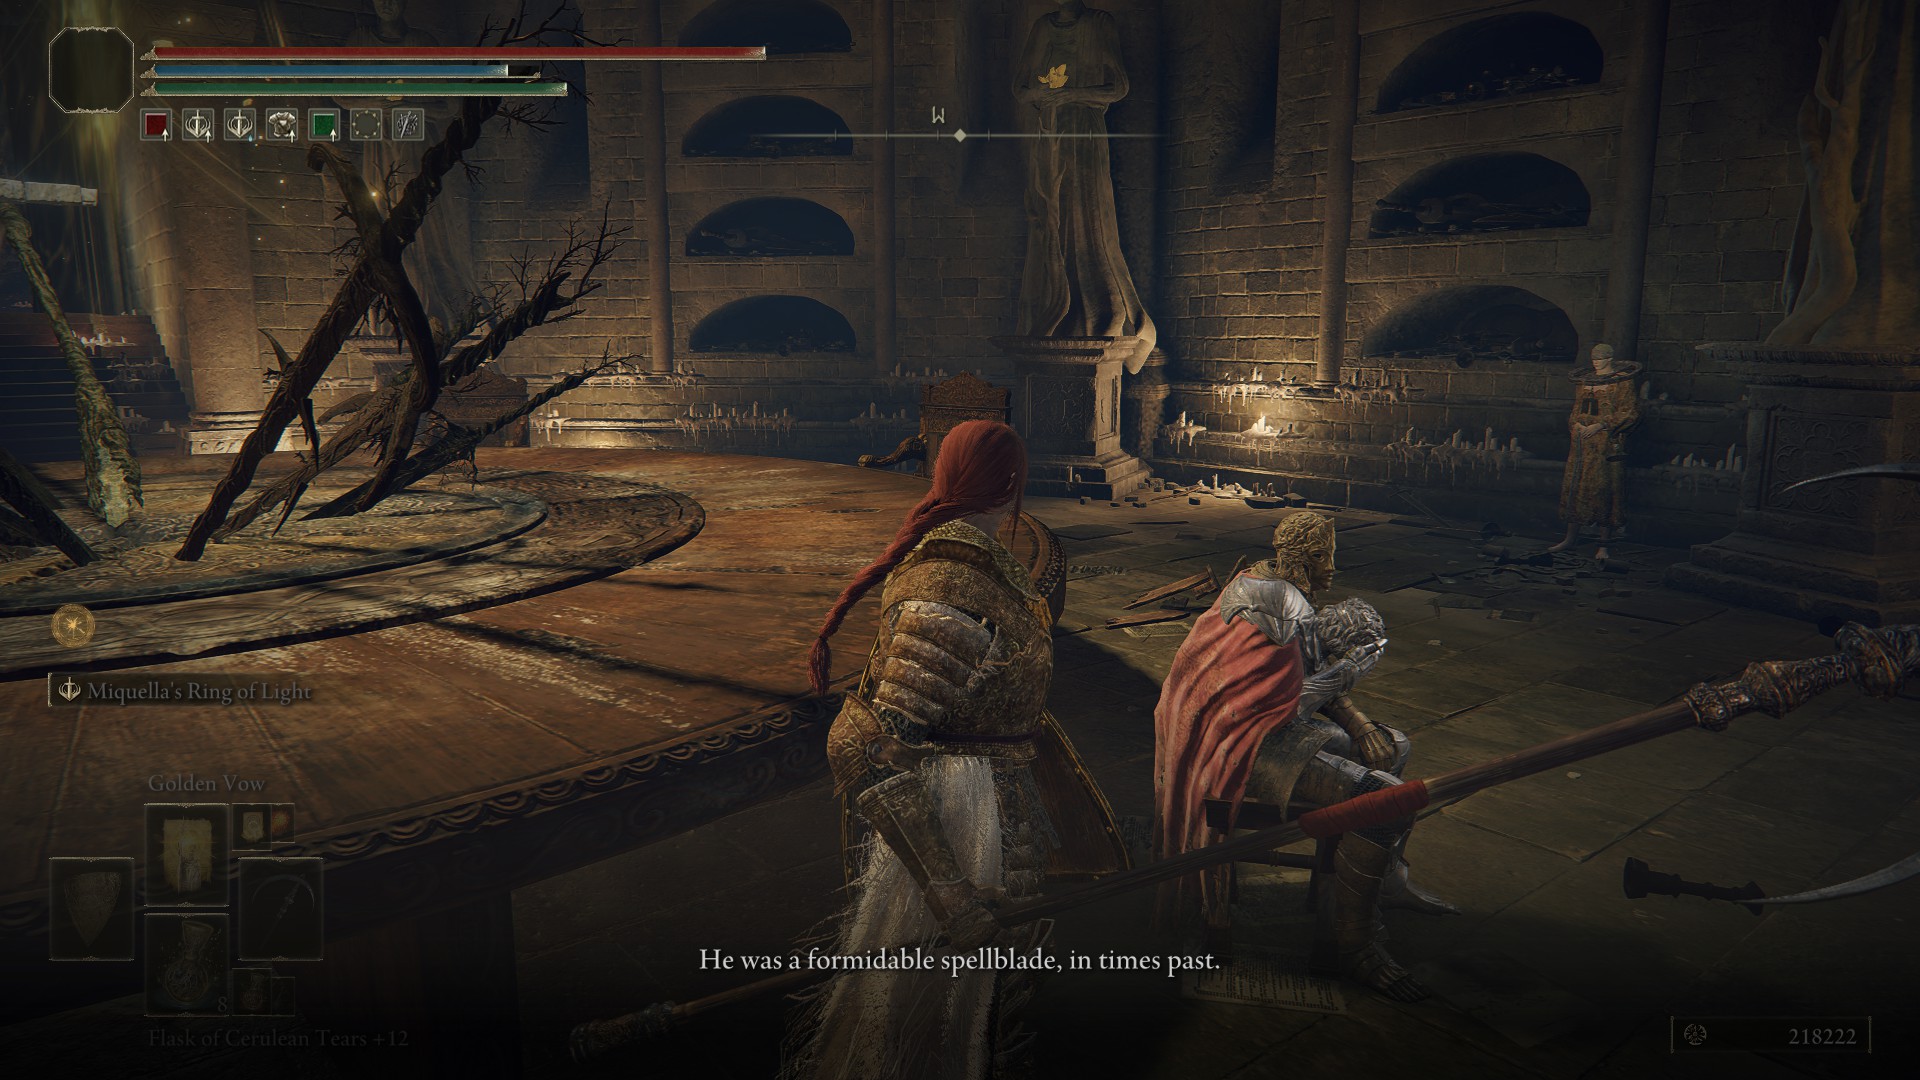 W
Miquella's Ring of Light
Golden Vow
8
Flask of Cerulean Tears +12
He was a formidable spellblade, in times past.
218222